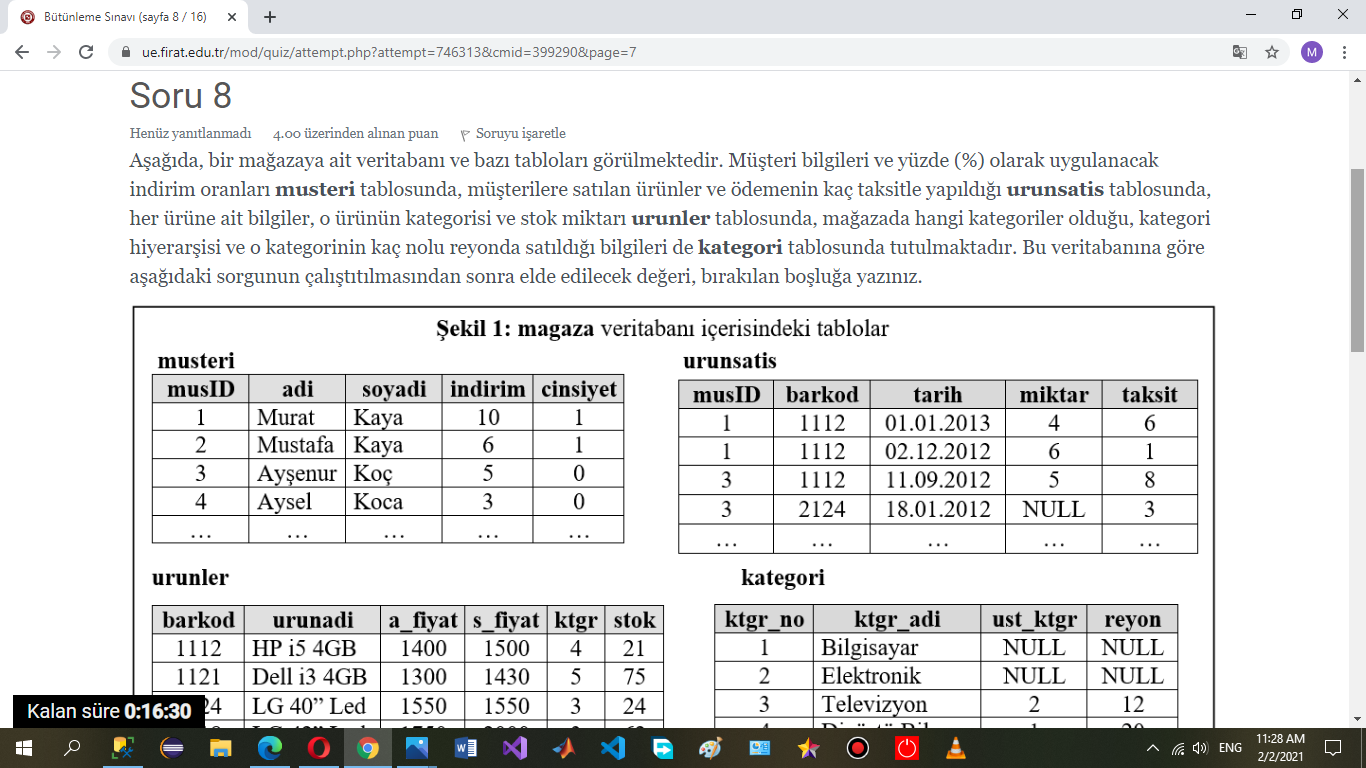 Bütünleme Sınavı (sayfa 8 / 16)
ue.firat.edu.tr/mod/quiz/attempt.php?attempt=746313&cmid=399290&page=7
M
Soru 8
Henüz yanıtlanmadı 4.00 üzerinden alınan puan Soruyu işaretle
Aşağıda, bir mağazaya ait veritabanı ve bazı tabloları görülmektedir. Müşteri bilgileri ve yüzde (%) olarak uygulanacak
indirim oranları musteri tablosunda, müşterilere satılan ürünler ve ödemenin kaç taksitle yapıldığı urunsatis tablosunda,
her ürüne ait bilgiler, o ürünün kategorisi ve stok miktarı urunler tablosunda, mağazada hangi kategoriler olduğu, kategori
hiyerarşisi ve o kategorinin kaç nolu reyonda satıldığı bilgileri de kategori tablosunda tutulmaktadır. Bu veritabanına göre
aşağıdaki sorgunun çalıştıtılmasından sonra elde edilecek değeri, bırakılan boşluğa yazınız.
Şekil 1: magaza veritabanı içerisindeki tablolar
musteri
musID adi soyadi indirim cinsiyet
1 Murat Kaya 10 1
2 Mustafa Kaya 6 1
3 Ayşenur Koç 5 0
4 Aysel Koca 3 0
… … … … …
urunsatis
musID barkod tarih miktar taksit
1 1112 01.01.2013 4 6
1 1112 02.12.2012 6 1
3 1112 11.09.2012 5 8
3 2124 18.01.2012 NULL 3
… … … … …
urunler
barkod urunadi a_fiyat s_fiyat ktgr stok
1112 HP i5 4GB 1400 1500 4 21
1121 Dell i3 4GB 1300 1430 5 75
24 LG 40” Led 1550 1550 3 24
kategori
ktgr_no ktgr_adi ust_ktgr reyon
1 Bilgisayar NULL NULL
2 Elektronik NULL NULL
3 Televizyon 2 12
Kalan süre 0:16:30
ENG
11:28 AM
2/2/2021